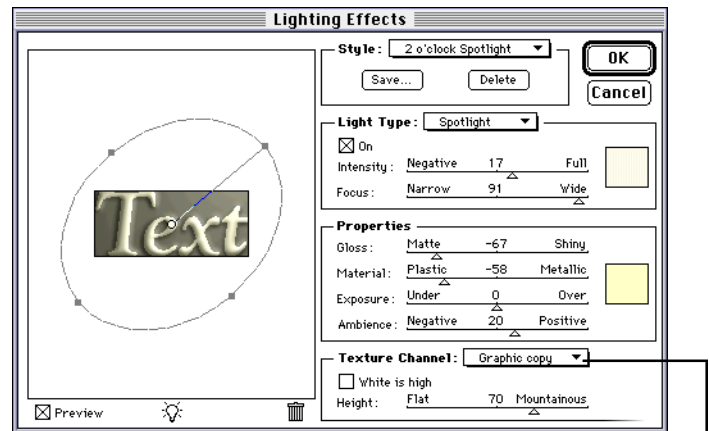 Lighting Effects
Text
Preview
Style: 2 o'clock Spotlight
Save... Delete
OK
Cancel
Light Type: Spotlight
On
Intensity: Negative 17 Full
Focus: Narrow 91 Wide
Properties
Gloss: Matte -67 Shiny
Material: Plastic -58 Metallic
Exposure: Under 0 Over
Ambience: Negative 20 Positive
Texture Channel: Graphic copy
White is high
Height: Flat 70 Mountainous